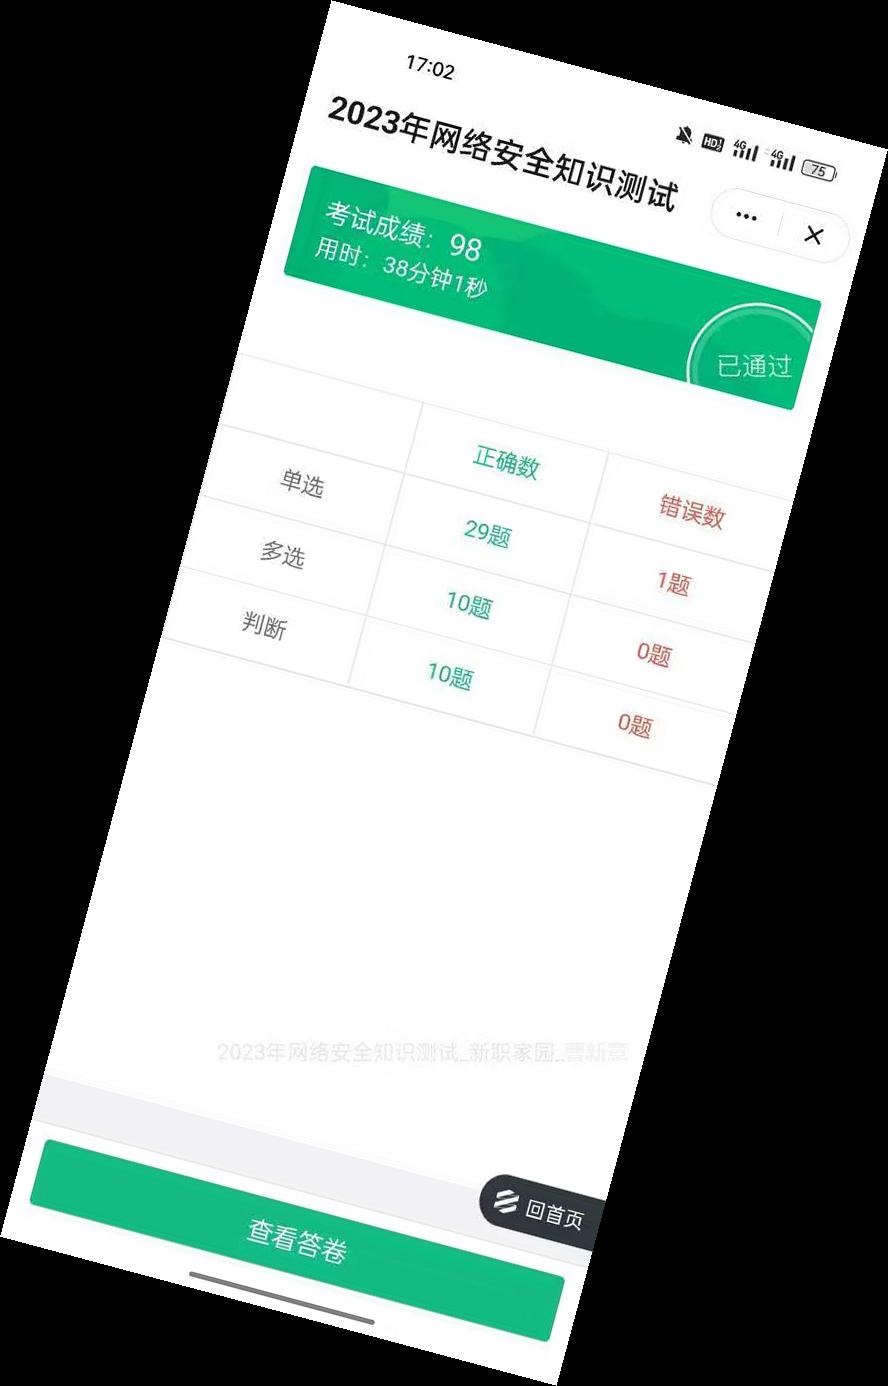 17:02
HD 4G 4G 75
2023年网络安全知识测试
考试成绩：98
用时：38分钟1秒
已通过
正确数 错误数
单选 29题 1题
多选 10题 0题
判断 10题 0题
2023年网络安全知识测试_新职家园_曹新意
回首页
查看答卷